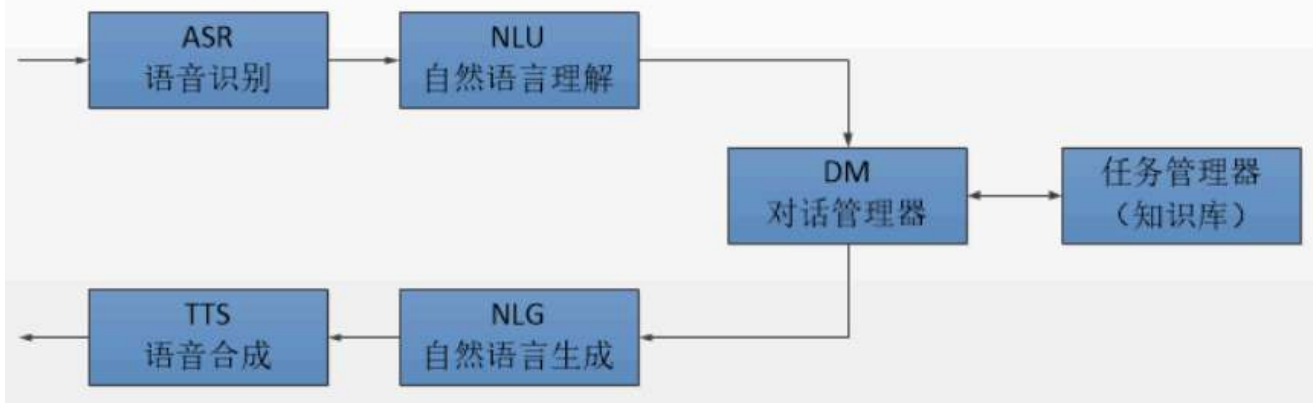 ASR
语音识别
NLU
自然语言理解
DM
对话管理器
任务管理器
（知识库）
TTS
语音合成
NLG
自然语言生成